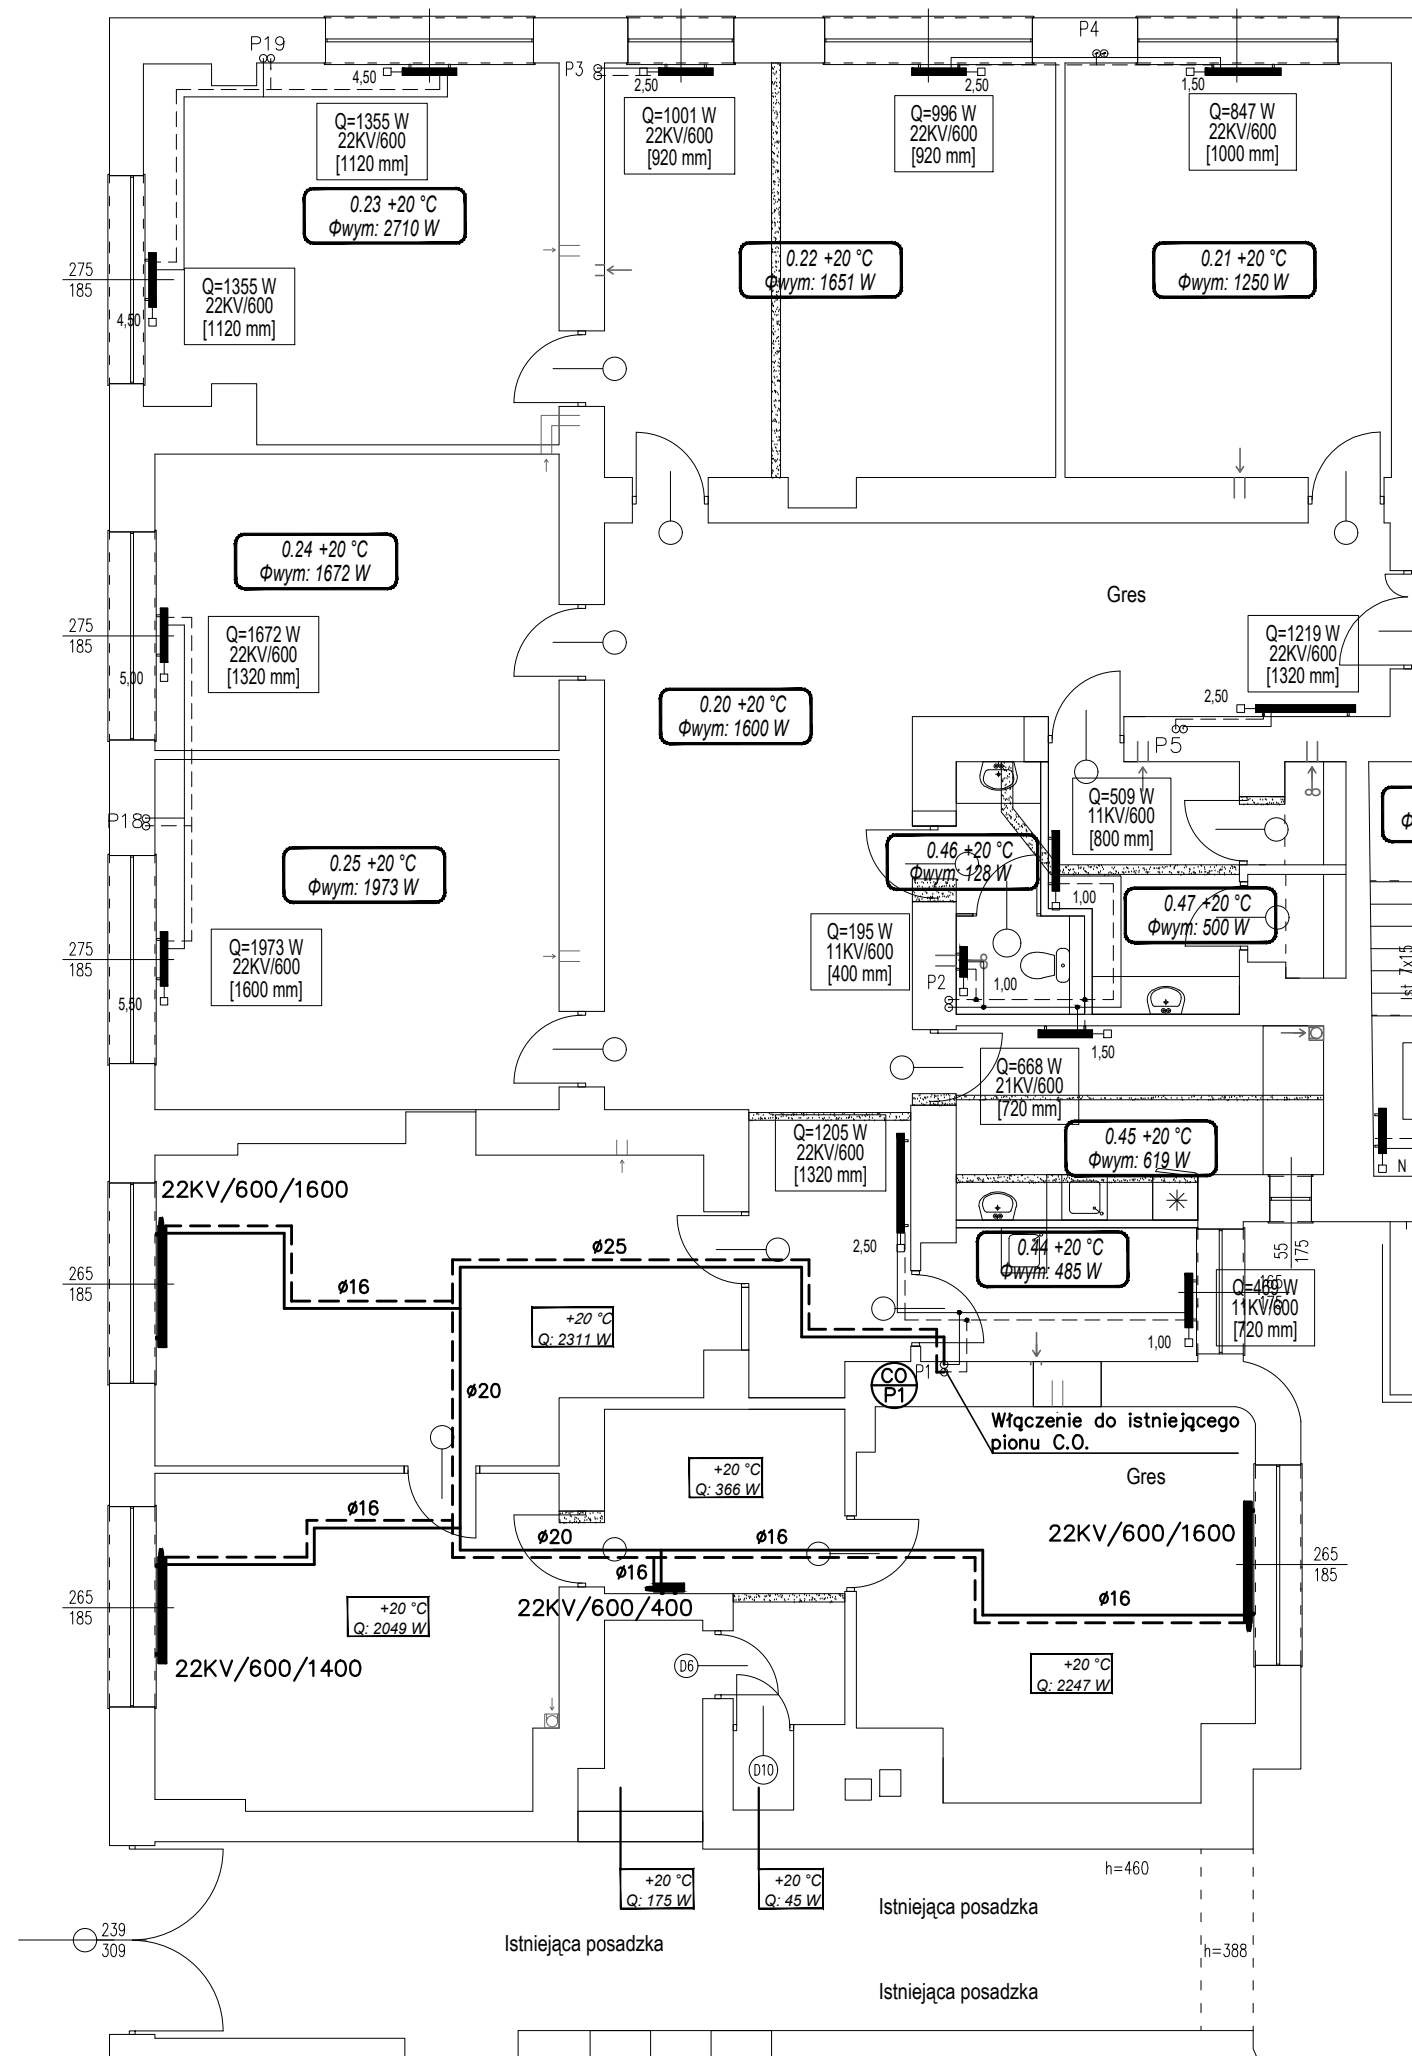 P19
P3
P4
4,50
2,50
2,50
1,50
Q=1355 W
22KV/600
[1120 mm]
Q=1001 W
22KV/600
[920 mm]
Q=996 W
22KV/600
[920 mm]
Q=847 W
22KV/600
[1000 mm]
0.23 +20 °C
Φwym: 2710 W
0.22 +20 °C
Φwym: 1651 W
0.21 +20 °C
Φwym: 1250 W
275
185
Q=1355 W
22KV/600
[1120 mm]
4,50
0.24 +20 °C
Φwym: 1672 W
Gres
275
185
Q=1672 W
22KV/600
[1320 mm]
5,00
Q=1219 W
22KV/600
[1320 mm]
2,50
0.20 +20 °C
Φwym: 1600 W
P5
P18
Q=509 W
11KV/600
[800 mm]
Φ
0.46 +20 °C
Φwym: 128 W
0.25 +20 °C
Φwym: 1973 W
1,00
0.47 +20 °C
Φwym: 500 W
275
185
Q=1973 W
22KV/600
[1600 mm]
5,50
Q=195 W
11KV/600
[400 mm]
P2
1,00
1st. 7x15
1,50
Q=668 W
21KV/600
[720 mm]
Q=1205 W
22KV/600
[1320 mm]
0.45 +20 °C
Φwym: 619 W
N
22KV/600/1600
ø25
2,50
0.44 +20 °C
Φwym: 485 W
55
175
265
185
ø16
Q=469 W
11KV/600
[720 mm]
+20 °C
Q: 2311 W
1,00
P1
CO
P1
ø20
Włączenie do istniejącego
pionu C.O.
+20 °C
Q: 366 W
Gres
ø16
ø20
ø16
22KV/600/1600
265
185
ø16
265
185
+20 °C
Q: 2049 W
22KV/600/400
ø16
22KV/600/1400
D6
+20 °C
Q: 2247 W
D10
+20 °C
Q: 175 W
+20 °C
Q: 45 W
h=460
Istniejąca posadzka
239
309
Istniejąca posadzka
h=388
Istniejąca posadzka